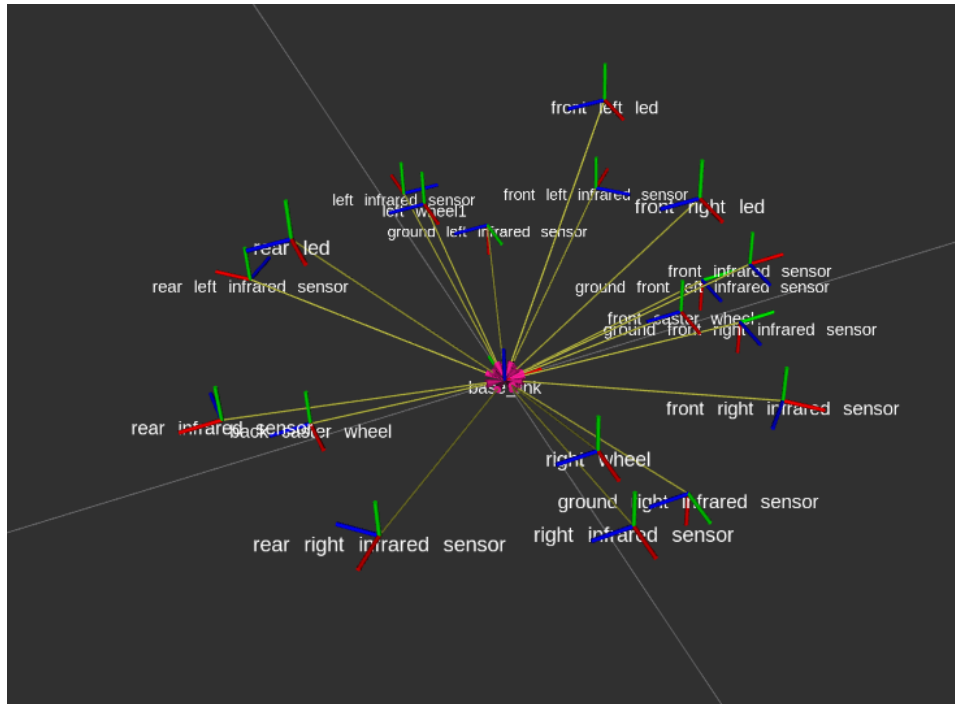 front left led
left infrared sensor
front left infrared sensor
left wheel1
front right led
ground left infrared sensor
rear led
front infrared sensor
rear left infrared sensor
ground front left infrared sensor
front caster wheel
ground front right infrared sensor
base_link
front right infrared sensor
rear infrared sensor
back caster wheel
right wheel
ground right infrared sensor
right infrared sensor
rear right infrared sensor